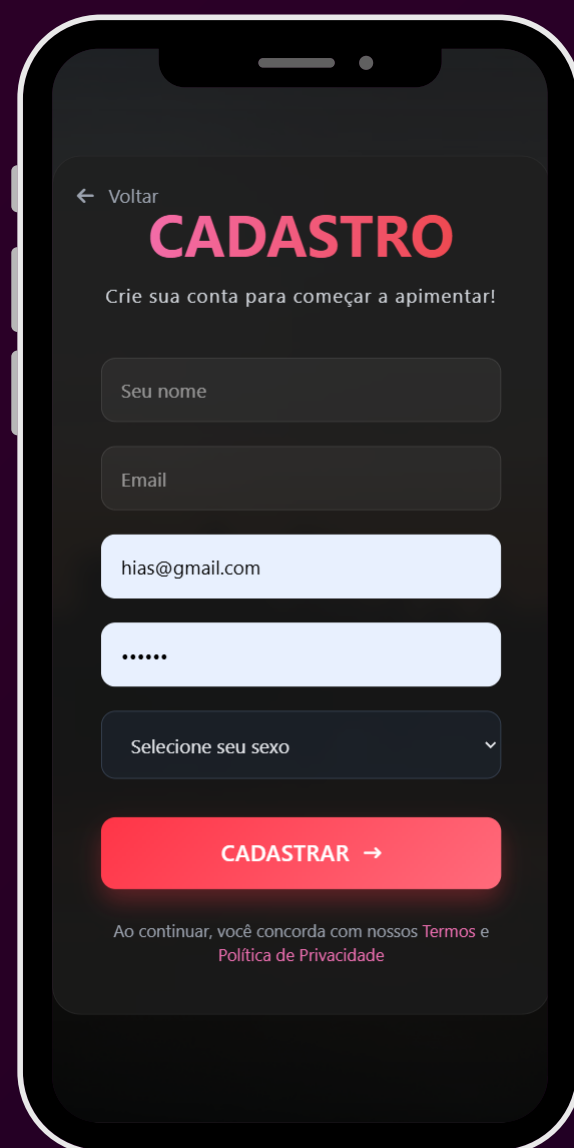 Voltar
CADASTRO
Crie sua conta para começar a apimentar!
Seu nome
Email
hias@gmail.com
••••••
Selecione seu sexo
CADASTRAR →
Ao continuar, você concorda com nossos Termos e
Política de Privacidade